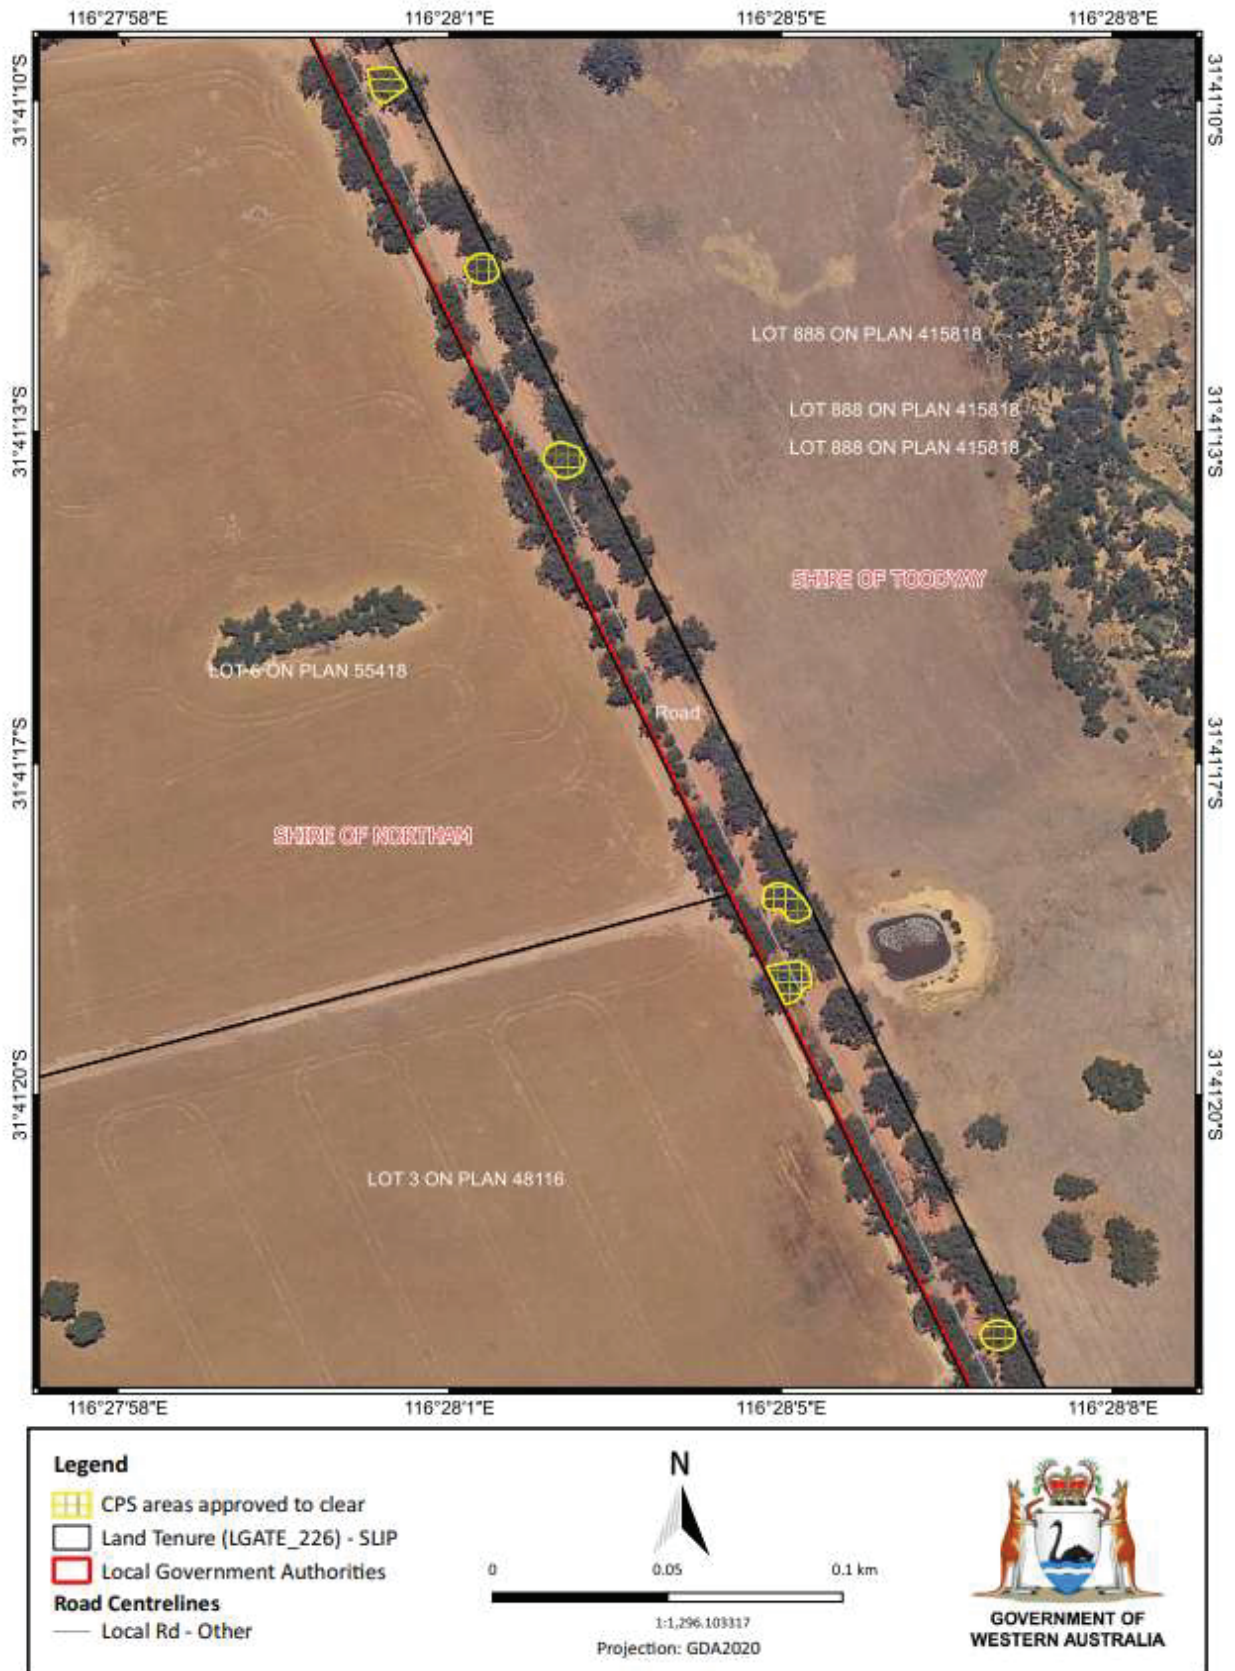 116°27'58"E 116°28'1"E 116°28'5"E 116°28'8"E
31°41'10"S 31°41'10"S
LOT 888 ON PLAN 415818
31°41'13"S 31°41'13"S
LOT 888 ON PLAN 415818
LOT 888 ON PLAN 415818
SHIRE OF TOODYAY
LOT 6 ON PLAN 55418
Road
31°41'17"S 31°41'17"S
SHIRE OF NORTHAM
31°41'20"S 31°41'20"S
LOT 3 ON PLAN 48116
116°27'58"E 116°28'1"E 116°28'5"E 116°28'8"E
Legend
CPS areas approved to clear
Land Tenure (LGATE_226) - SLIP
Local Government Authorities
Road Centrelines
Local Rd - Other
N
0 0.05 0.1 km
1:1,296.103317
Projection: GDA2020
GOVERNMENT OF
WESTERN AUSTRALIA